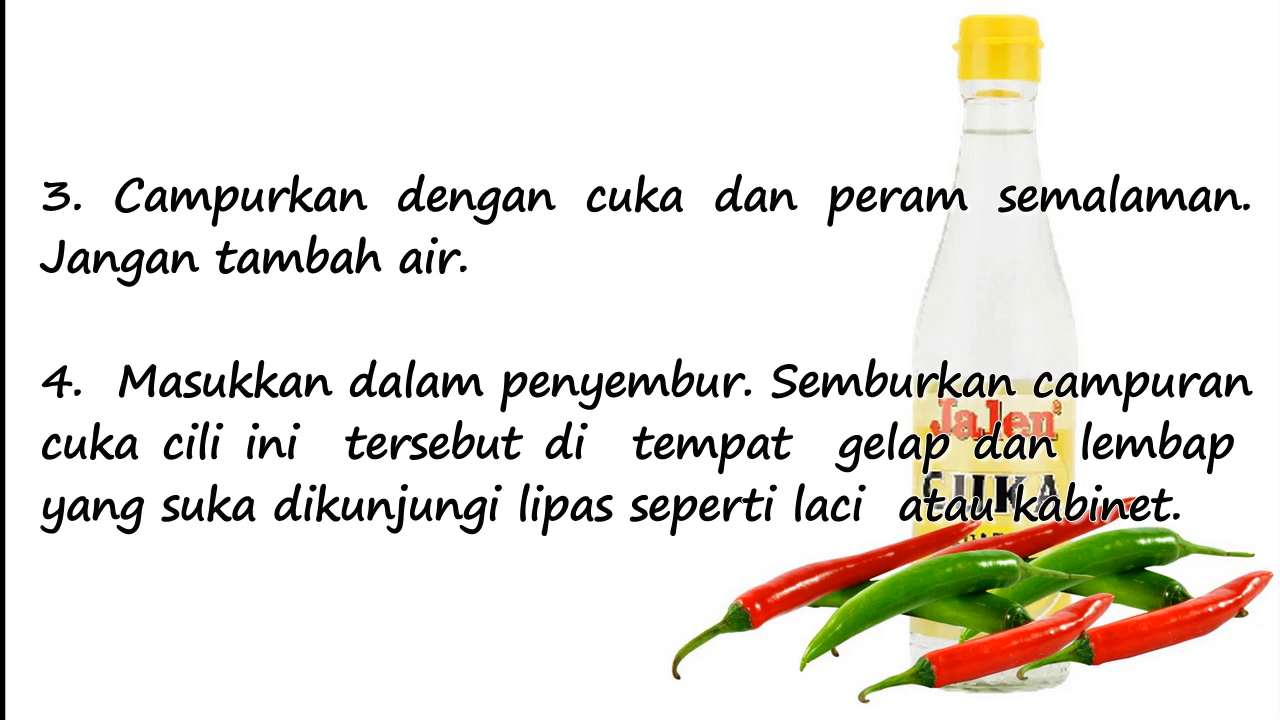 3. Campurkan dengan cuka dan peram semalaman.
Jangan tambah air.
4. Masukkan dalam penyembur. Semburkan campuran
cuka cili ini tersebut di tempat gelap dan lembap
yang suka dikunjungi lipas seperti laci atau kabinet.
Jalen
CUKA